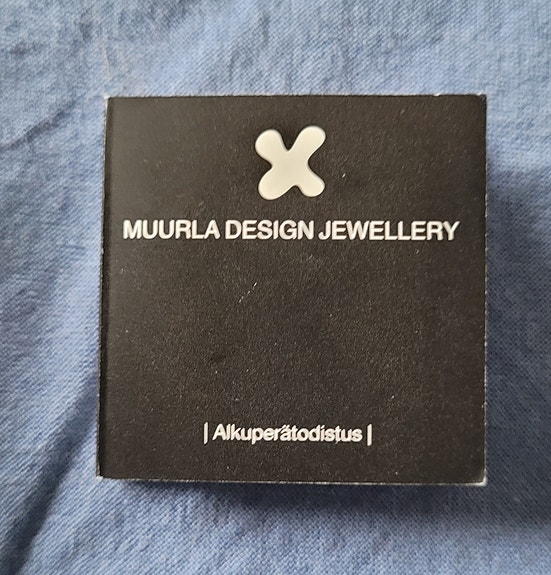 MUURLA DESIGN JEWELLERY
| Alkuperätodistus |